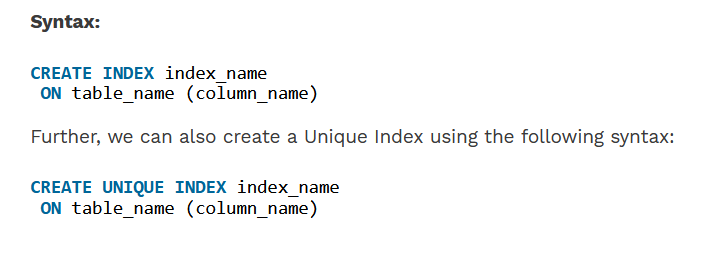 Syntax:
CREATE INDEX index_name
ON table_name (column_name)
Further, we can also create a Unique Index using the following syntax:
CREATE UNIQUE INDEX index_name
ON table_name (column_name)